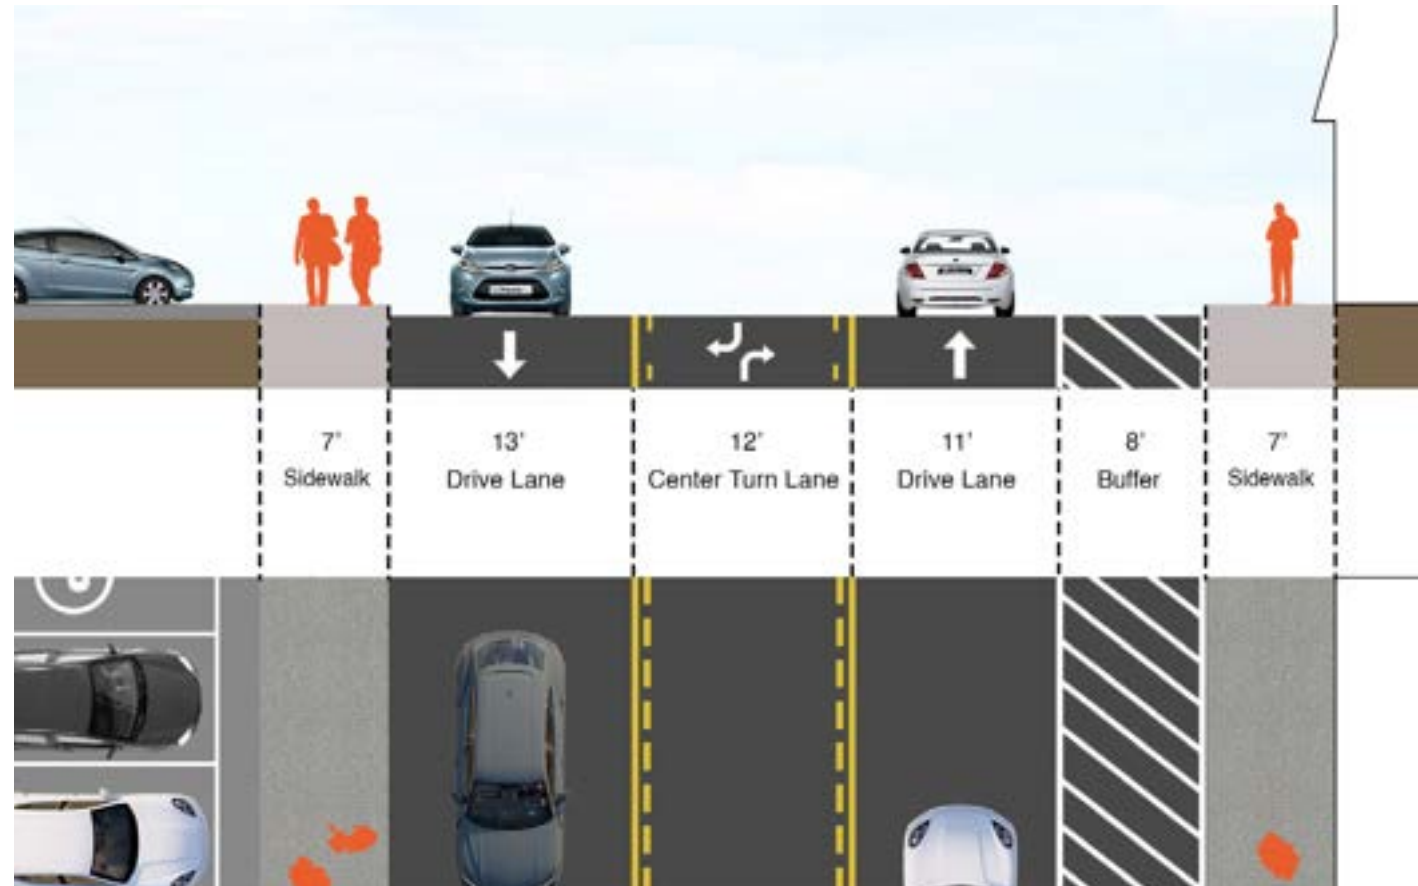 7'
Sidewalk
13'
Drive Lane
12'
Center Turn Lane
11'
Drive Lane
8'
Buffer
7'
Sidewalk